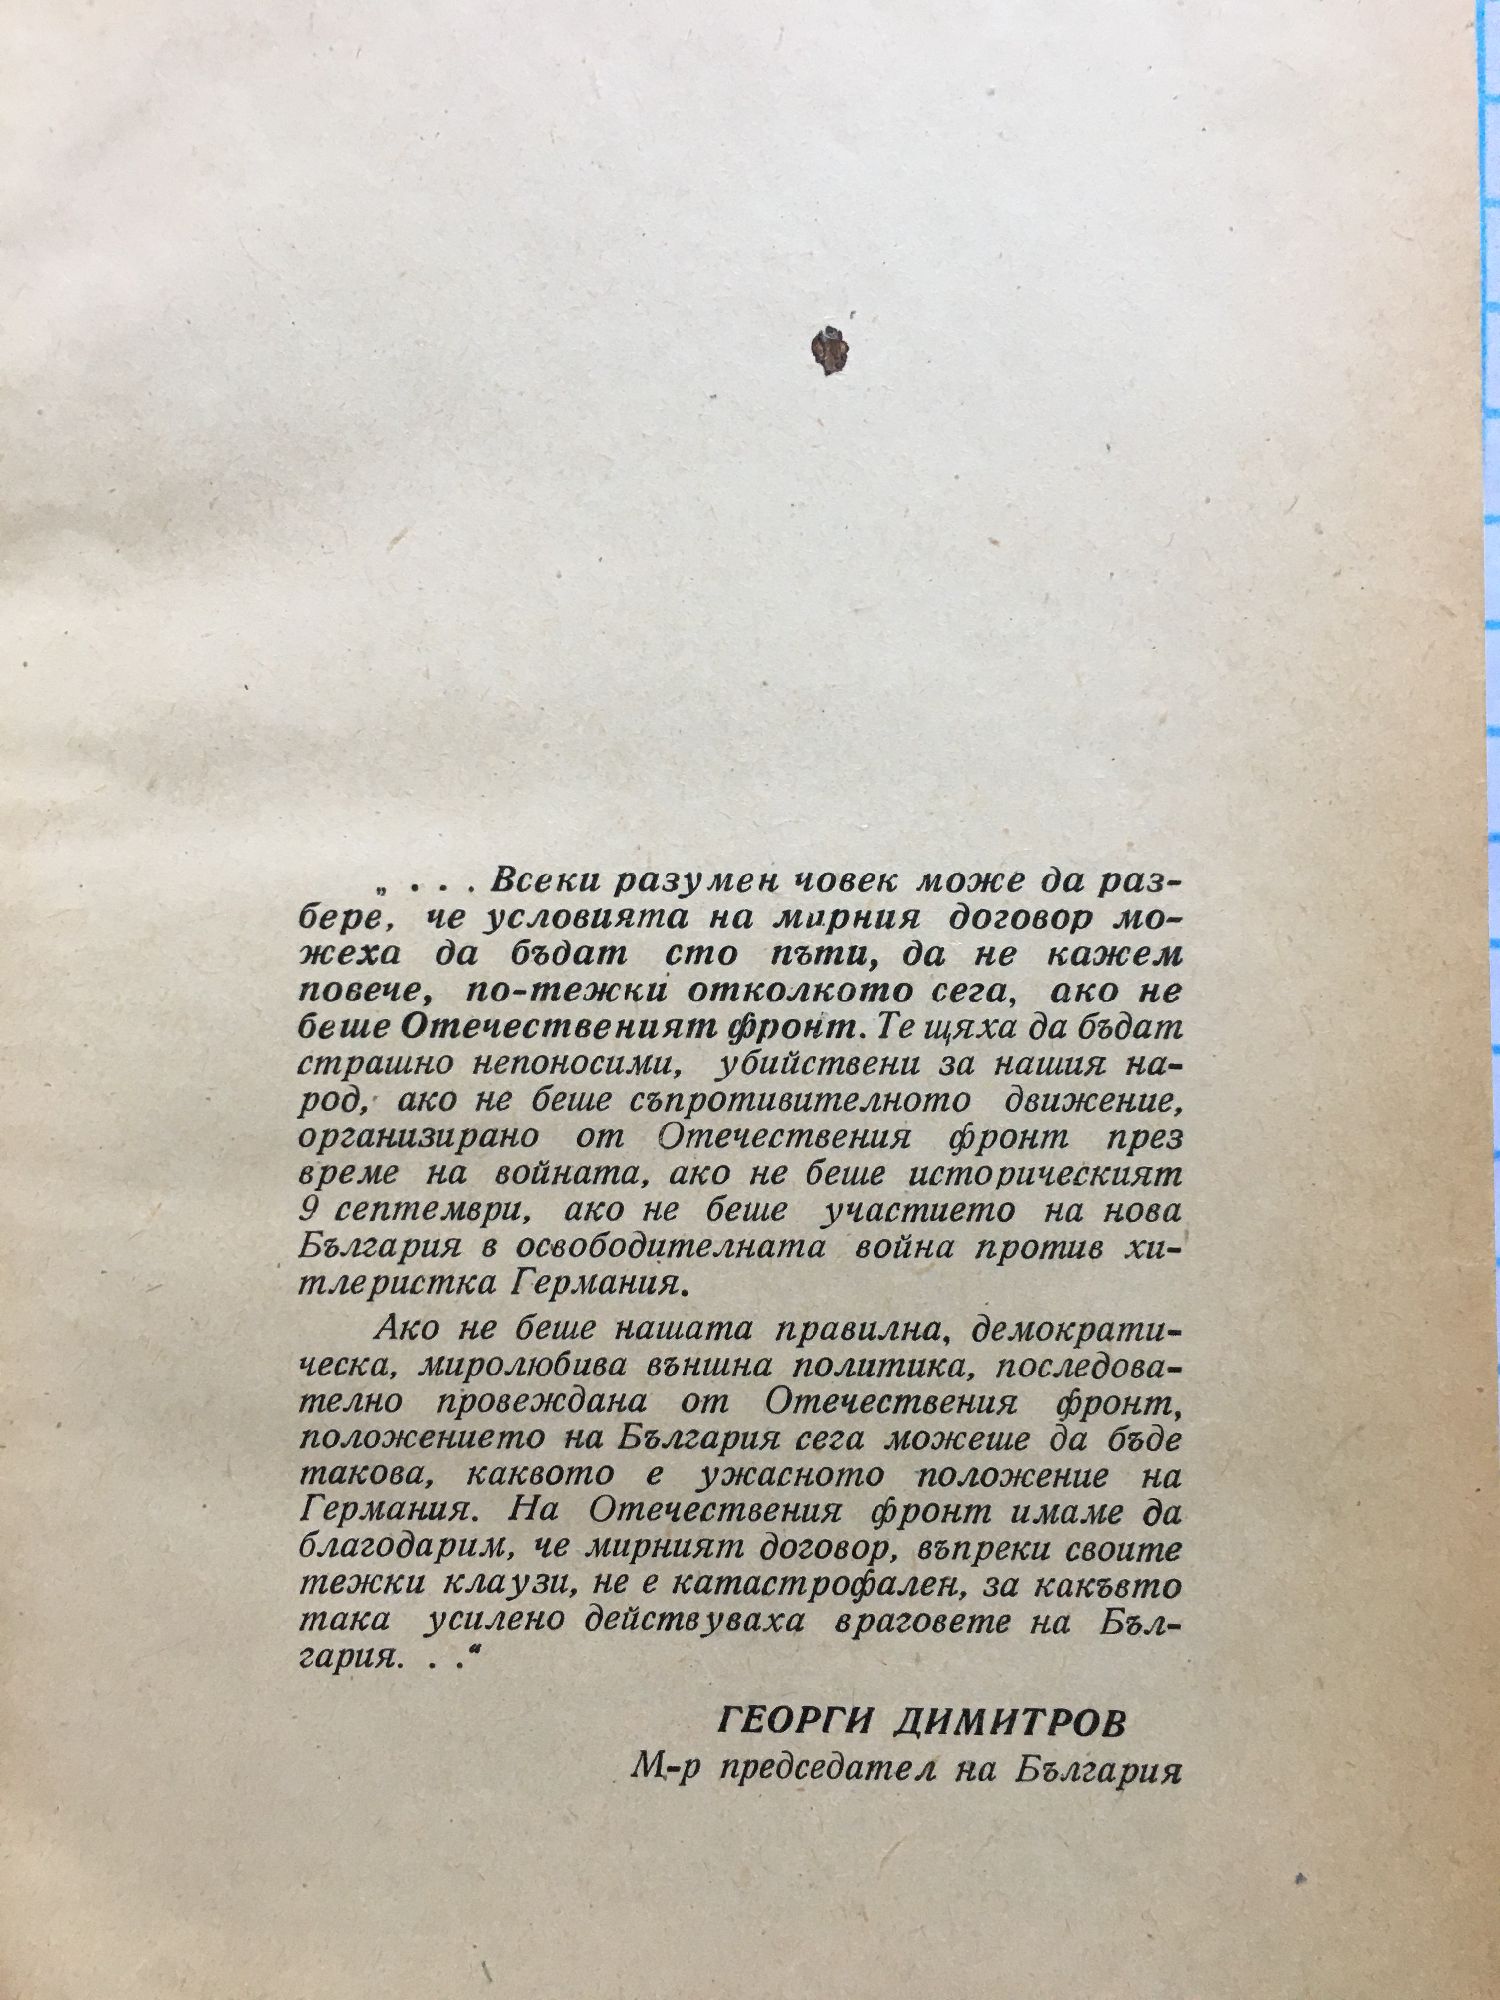 „ . . . Всеки разумен човек може да раз-
бере, че условията на мирния договор мо-
жеха да бъдат сто пъти, да не кажем
повече, по-тежки отколкото сега, ако не
беше Отечественият фронт. Те щяха да бъдат
страшно непоносими, убийствени за нашия на-
род, ако не беше съпротивителното движение,
организирано от Отечествения фронт през
време на войната, ако не беше историческият
9 септември, ако не беше участието на нова
България в освободителната война против хи-
тлеристка Германия.
Ако не беше нашата правилна, демократи-
ческа, миролюбива външна политика, последова-
телно провеждана от Отечествения фронт,
положението на България сега можеше да бъде
такова, каквото е ужасното положение на
Германия. На Отечествения фронт имаме да
благодарим, че мирният договор, въпреки своите
тежки клаузи, не е катастрофален, за какъвто
така усилено действуваха враговете на Бъл-
гария. . .“
ГЕОРГИ ДИМИТРОВ
М-р председател на България